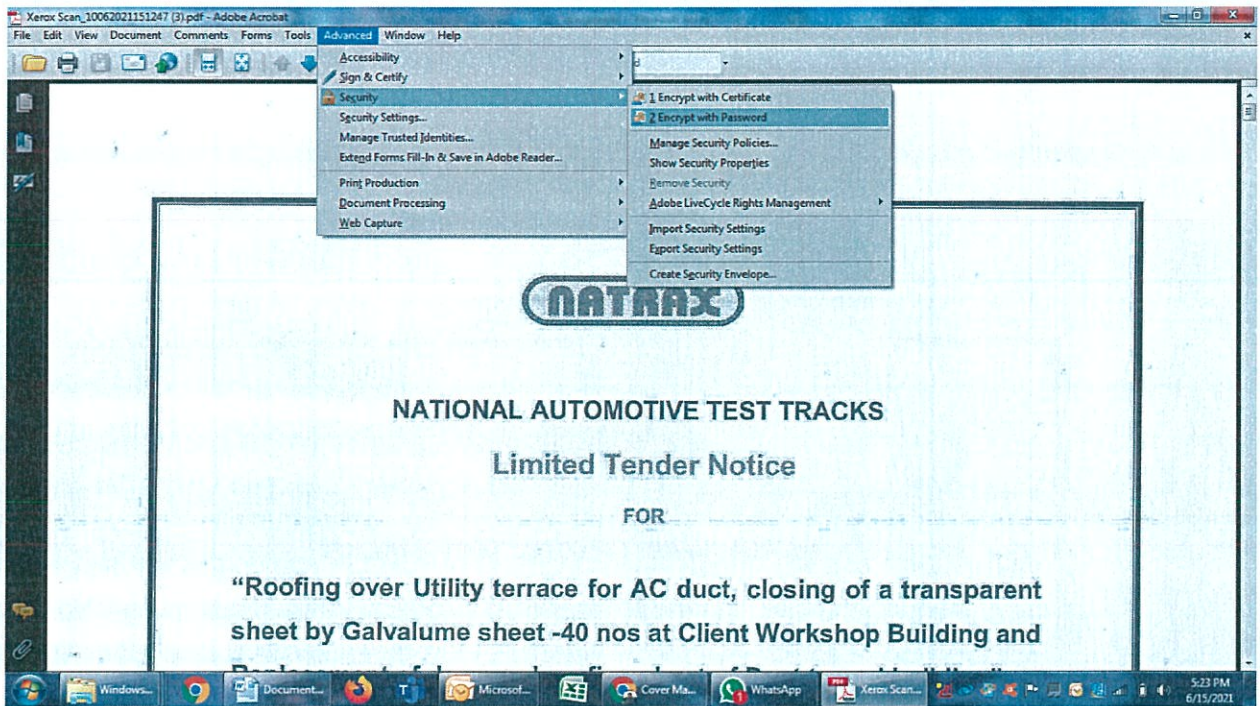 Xerox Scan_10062021151247 (3).pdf - Adobe Acrobat
File Edit View Document Comments Forms Tools Advanced Window Help
Accessibility
Sign & Certify
Security
Security Settings...
Manage Trusted Identities...
Extend Forms Fill-In & Save in Adobe Reader...
Print Production
Document Processing
Web Capture
1 Encrypt with Certificate
2 Encrypt with Password
Manage Security Policies...
Show Security Properties
Remove Security
Adobe LiveCycle Rights Management
Import Security Settings
Export Security Settings
Create Security Envelope...
NATRAX
NATIONAL AUTOMOTIVE TEST TRACKS
Limited Tender Notice
FOR
“Roofing over Utility terrace for AC duct, closing of a transparent
sheet by Galvalume sheet -40 nos at Client Workshop Building and
Windows... Document... Microsof... Cover Ma... WhatsApp Xerox Scan... 5:23 PM
6/15/2021